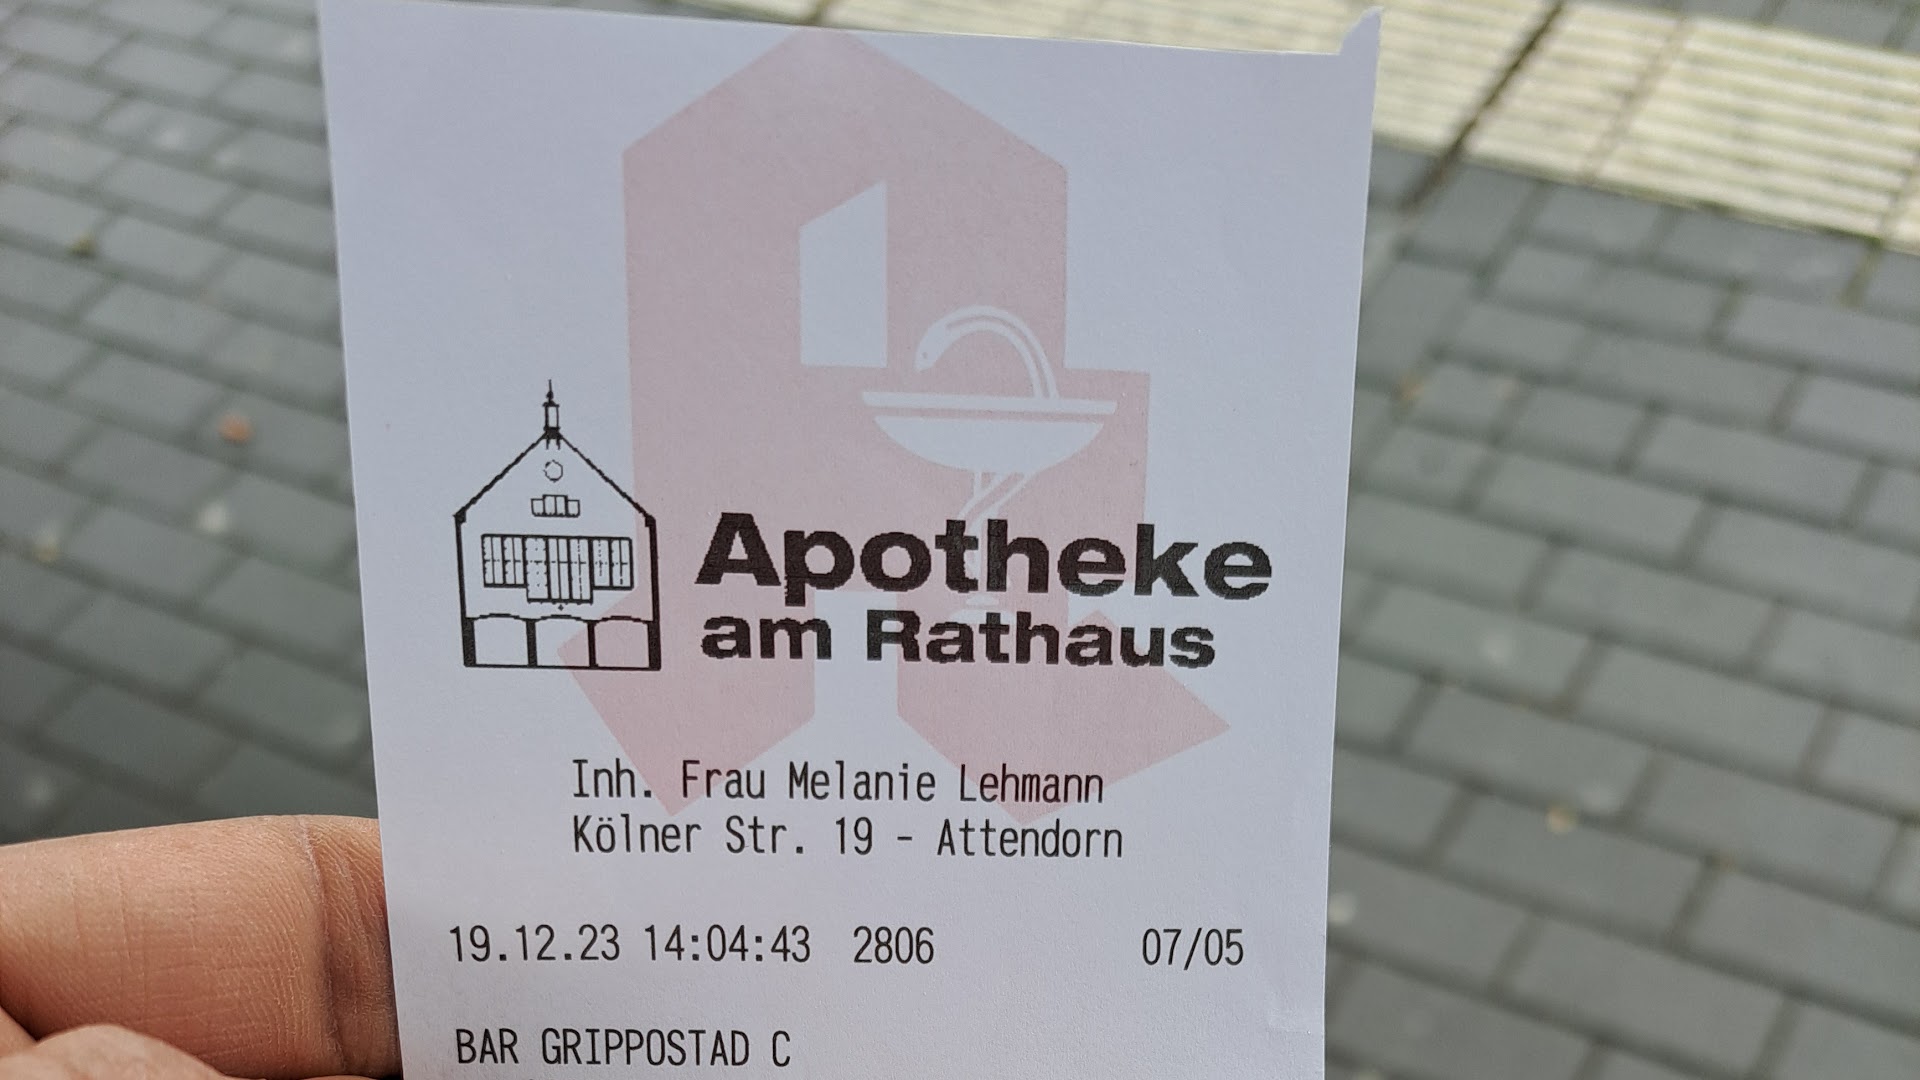 Apotheke
am Rathaus
Inh. Frau Melanie Lehmann
Kölner Str. 19 - Attendorn
19.12.23 14:04:43 2806 07/05
BAR GRIPPOSTAD C